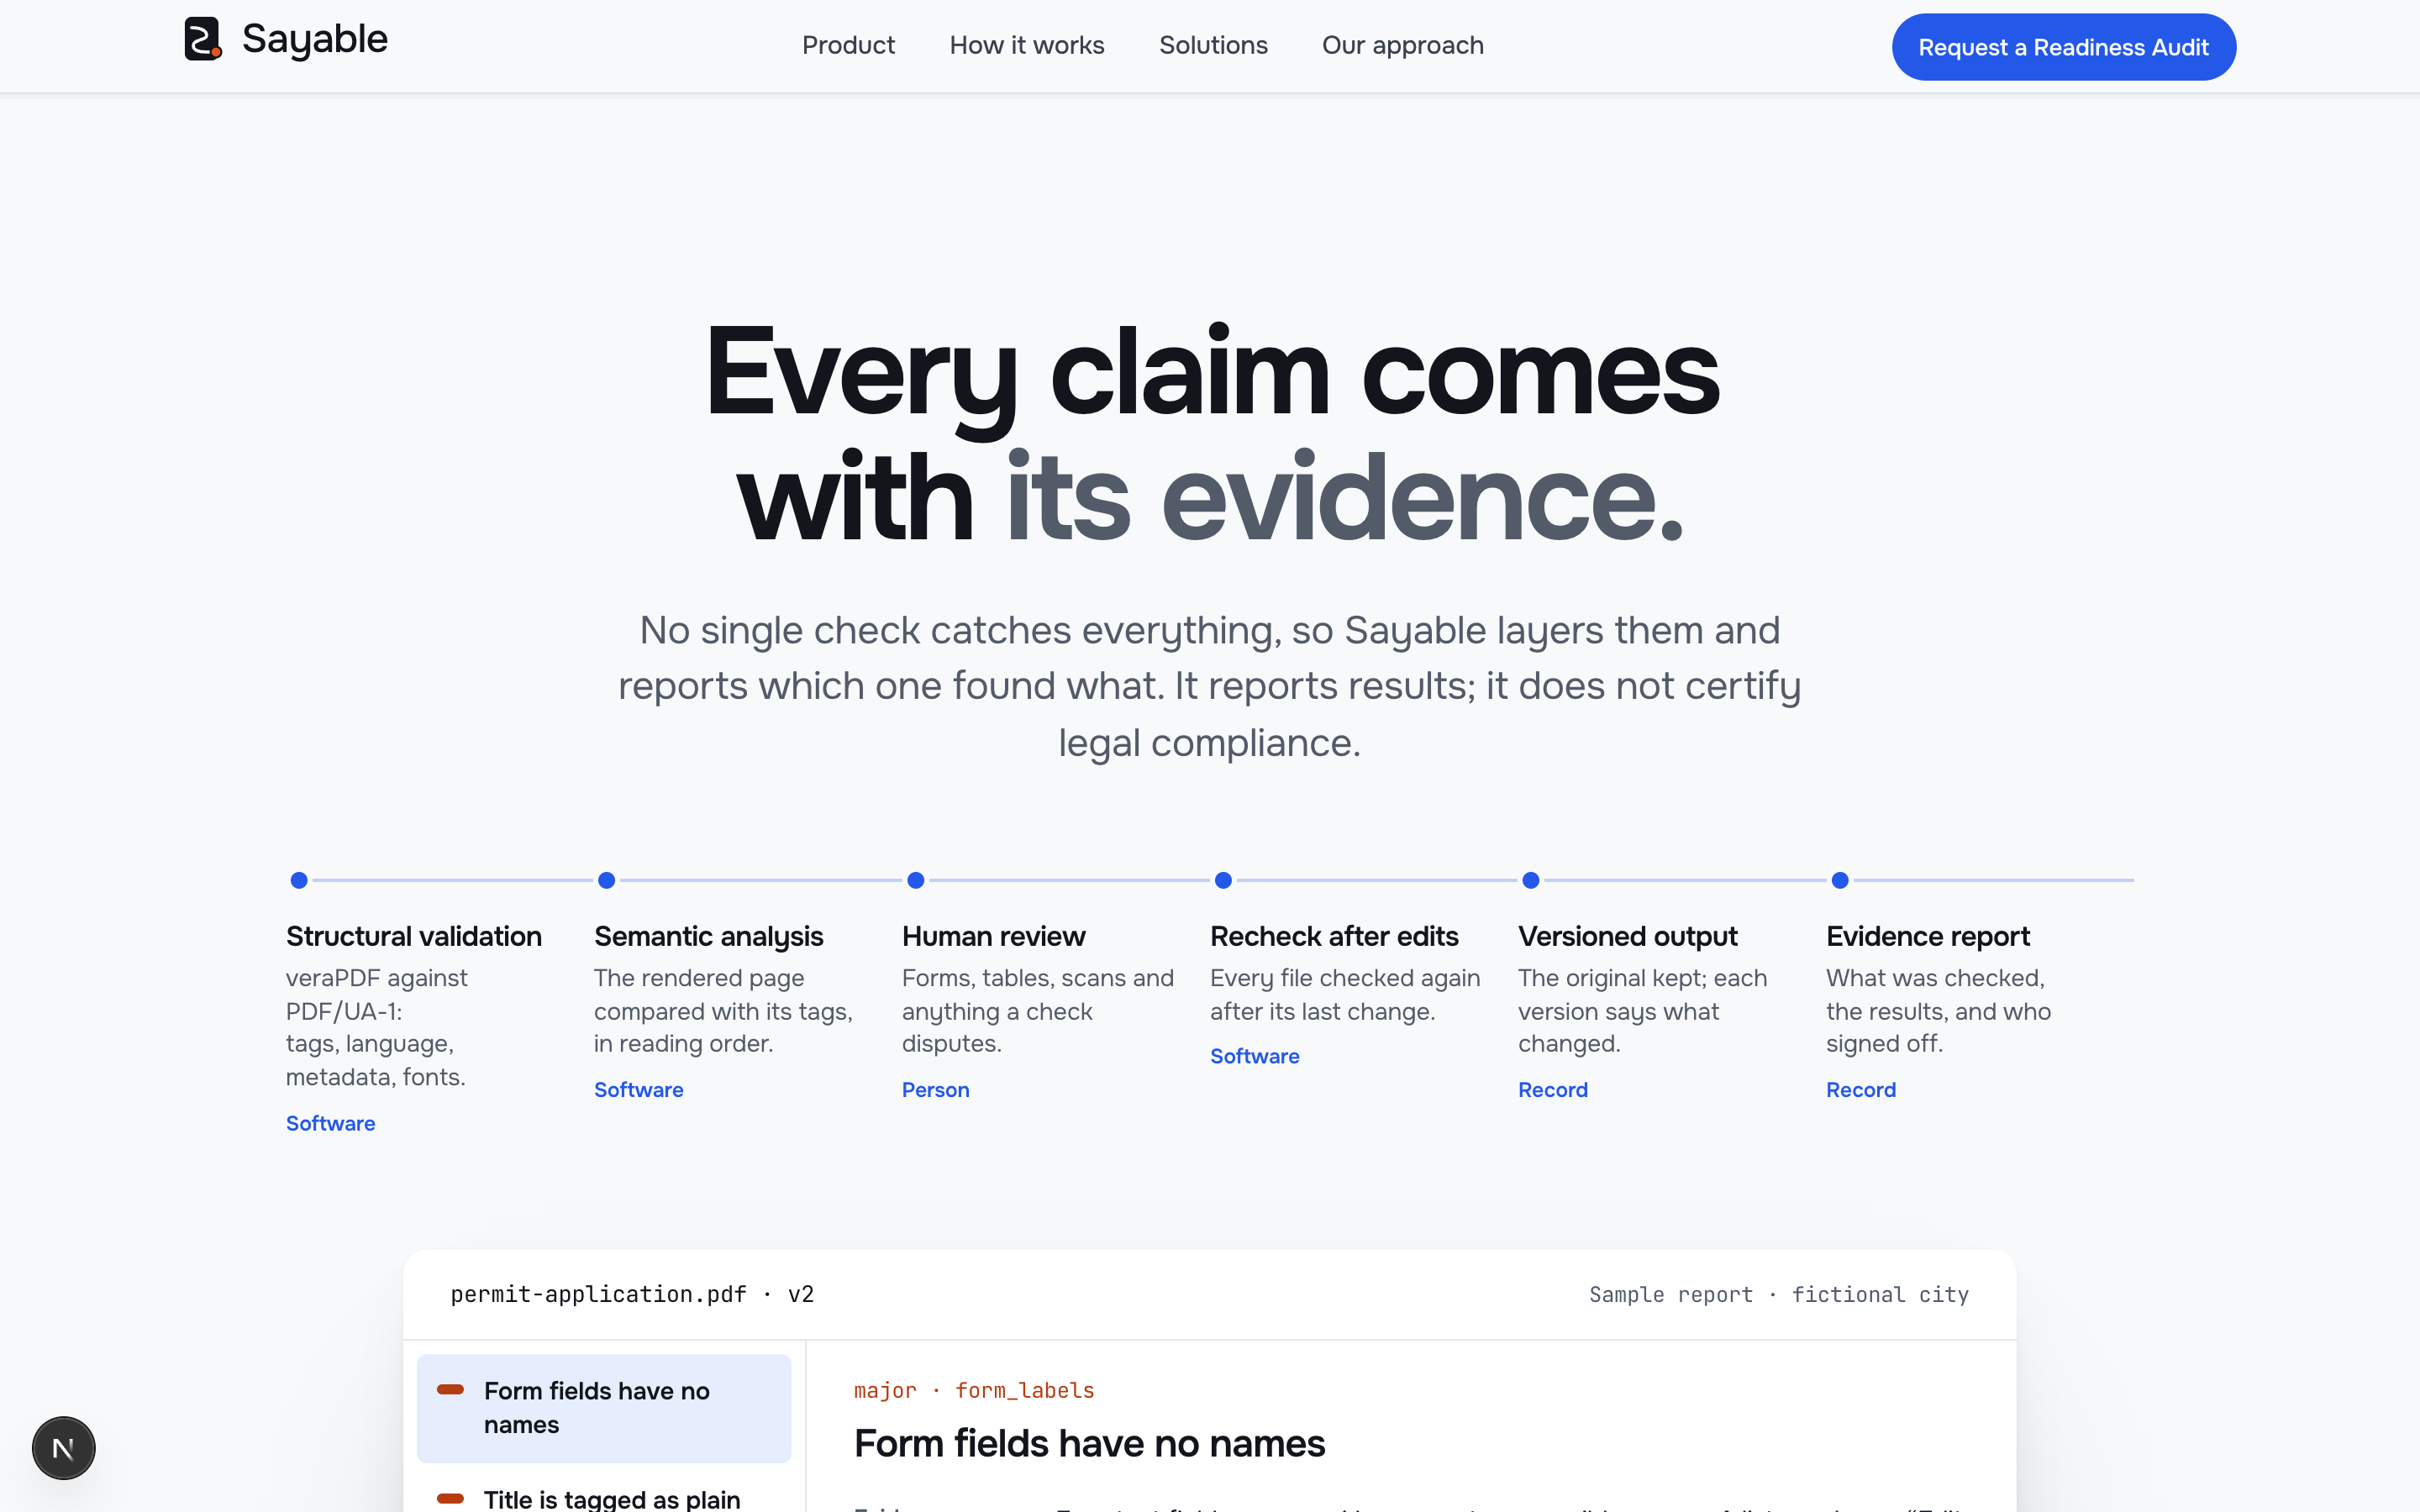 Sayable
Product
How it works
Solutions
Our approach
Request a Readiness Audit
Every claim comes
with its evidence.
No single check catches everything, so Sayable layers them and
reports which one found what. It reports results; it does not certify
legal compliance.
Structural validation
veraPDF against
PDF/UA-1:
tags, language,
metadata, fonts.
Software
Semantic analysis
The rendered page
compared with its tags,
in reading order.
Software
Human review
Forms, tables, scans and
anything a check
disputes.
Person
Recheck after edits
Every file checked again
after its last change.
Software
Versioned output
The original kept; each
version says what
changed.
Record
Evidence report
What was checked,
the results, and who
signed off.
Record
permit-application.pdf · v2
Sample report · fictional city
Form fields have no
names
Title is tagged as plain
major · form_labels
Form fields have no names
N